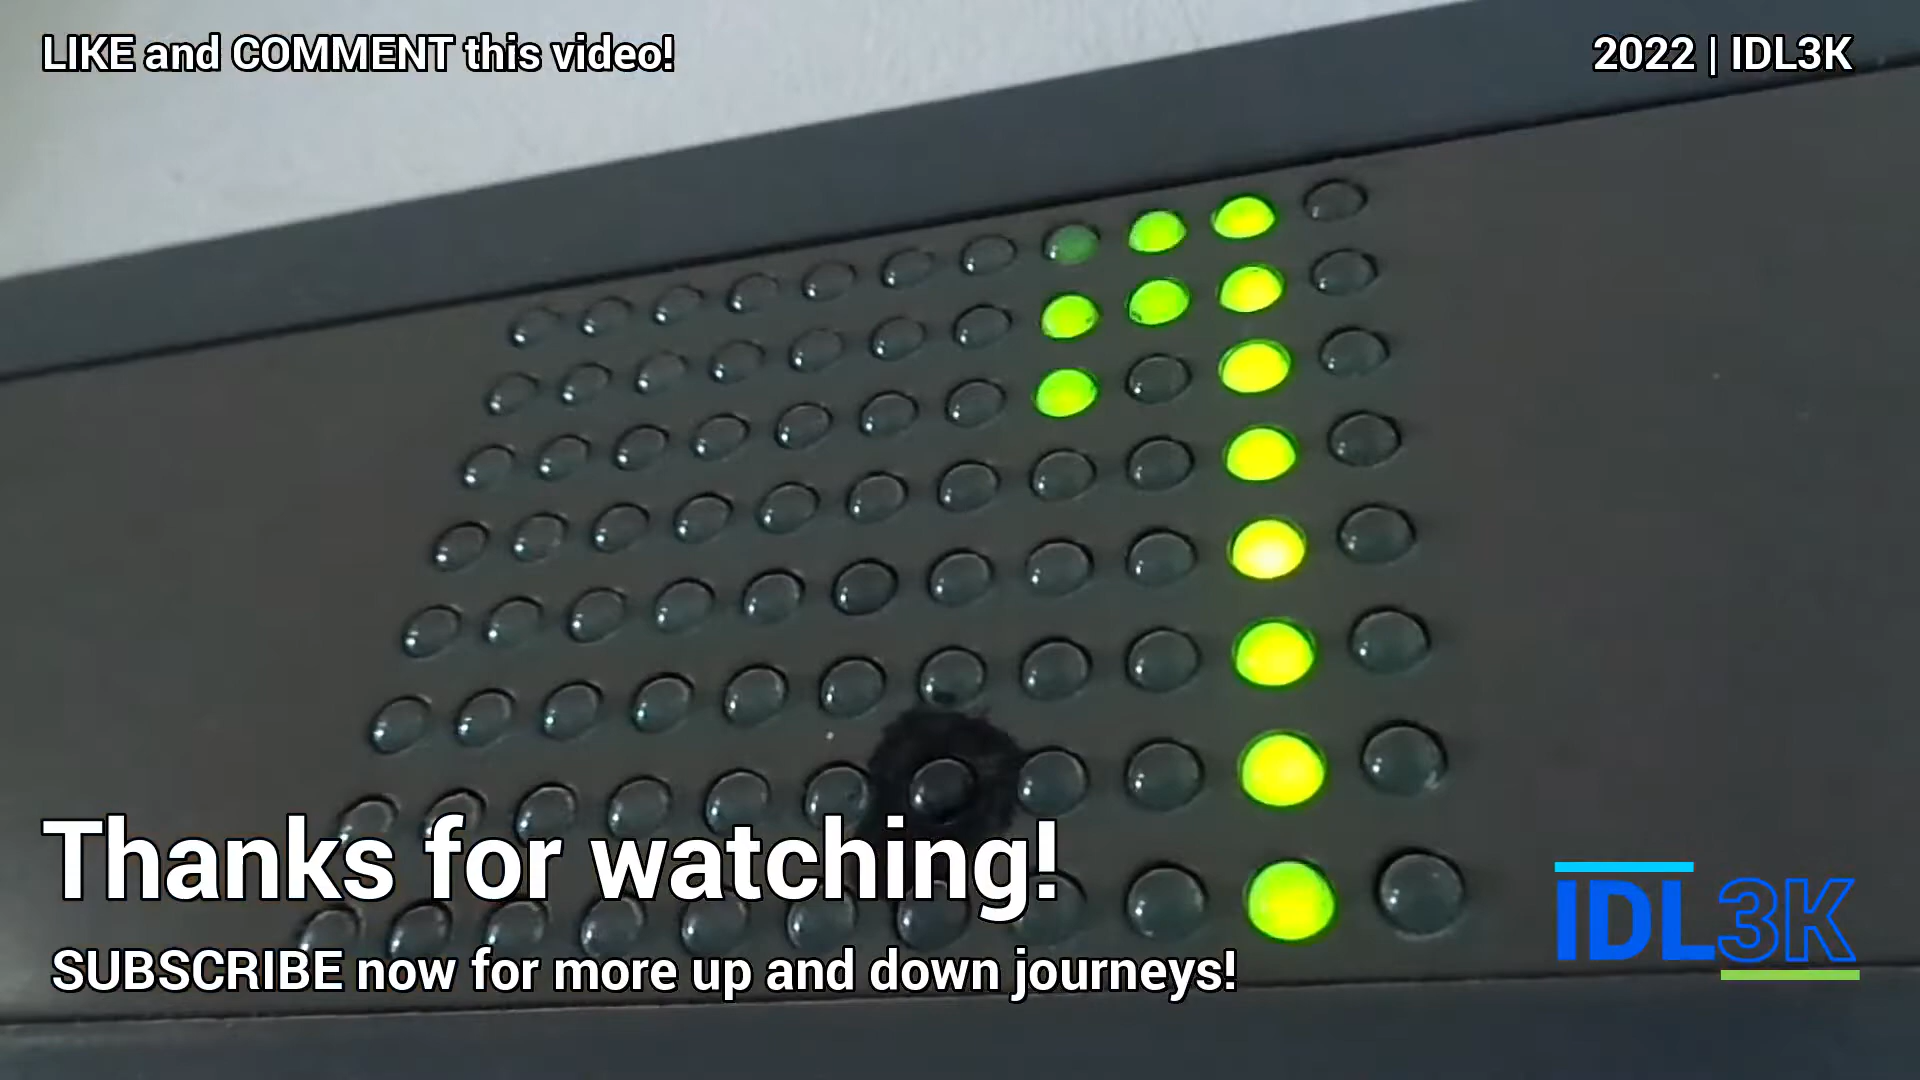 LIKE and COMMENT this video!
2022 | IDL3K
1
Thanks for watching!
SUBSCRIBE now for more up and down journeys!
IDL3K